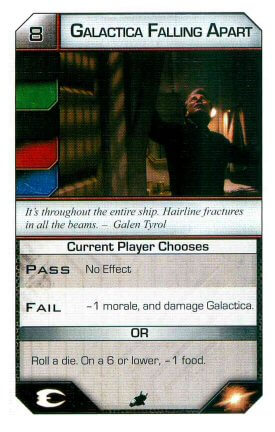 8 GALACTICA FALLING APART
It's throughout the entire ship. Hairline fractures
in all the beams. – Galen Tyrol
Current Player Chooses
PASS No Effect
FAIL –1 morale, and damage Galactica.
OR
Roll a die. On a 6 or lower, –1 food.